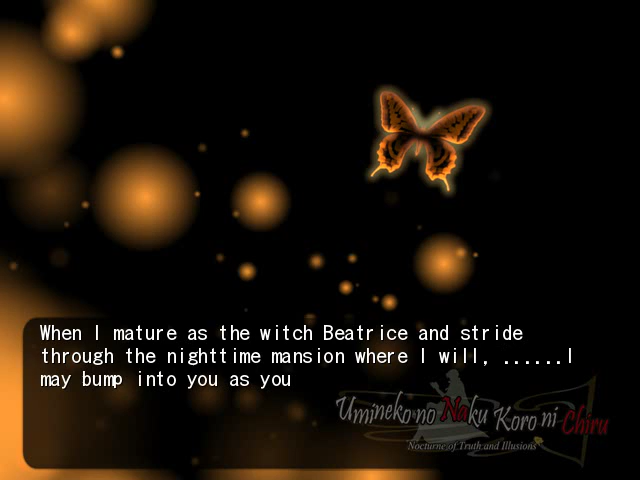 When I mature as the witch Beatrice and stride
through the nighttime mansion where I will, ......I
may bump into you as you
Umineko no Naku Koro ni Chiru
Nocturne of Truth and Illusions